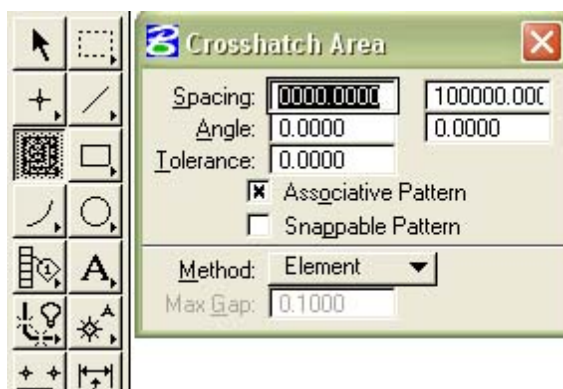 Crosshatch Area
Spacing: 0000.0000 100000.000
Angle: 0.0000 0.0000
Tolerance: 0.0000
Associative Pattern
Snappable Pattern
Method: Element
Max Gap: 0.1000
1 A
A